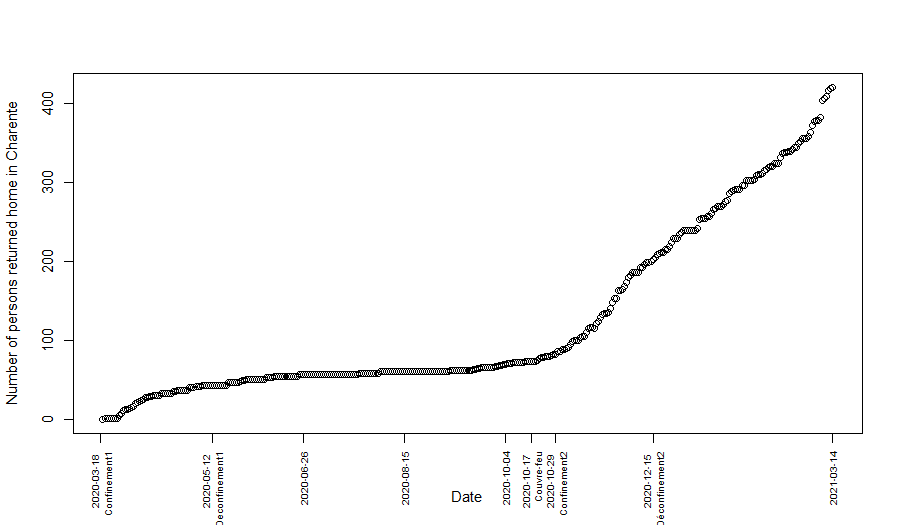 Number of persons returned home in Charente
400
300
200
100
0
2020-03-18
Confinement1
2020-05-12
Deconfinement1
2020-06-26
2020-08-15
2020-10-04
2020-10-17
Couvre-feu
2020-10-29
Confinement2
2020-12-15
Déconfinement2
2021-03-14
Date